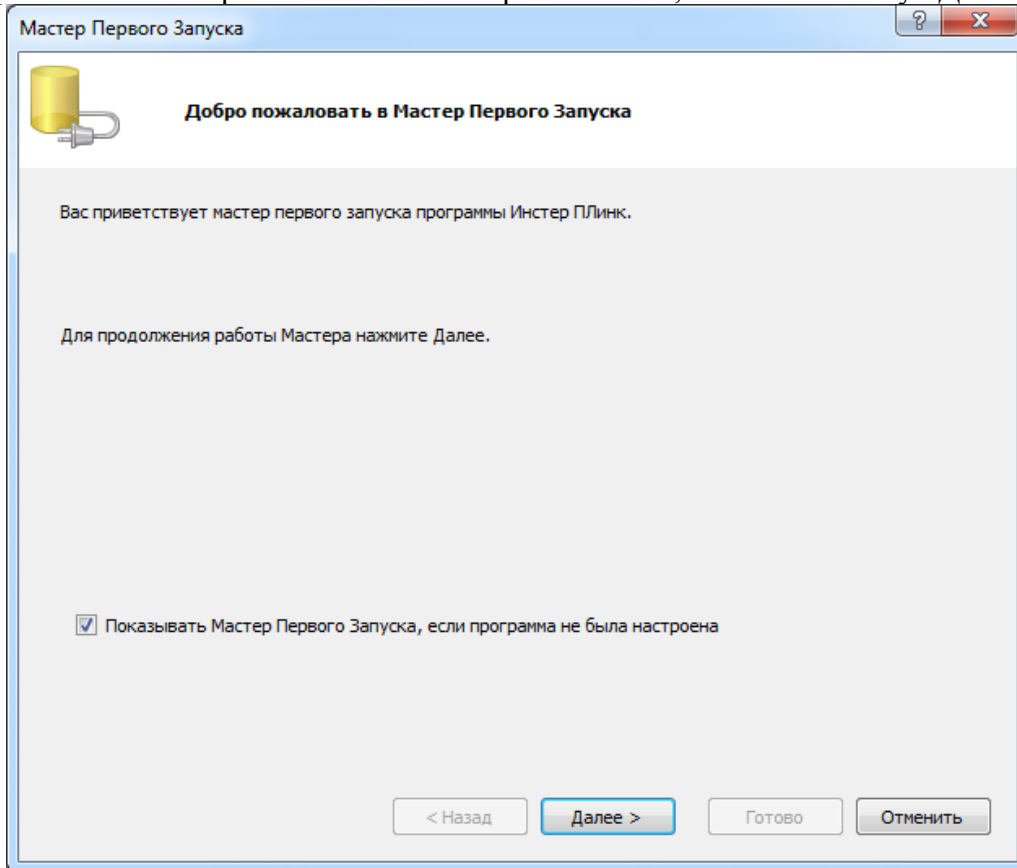 Мастер Первого Запуска
Добро пожаловать в Мастер Первого Запуска
Вас приветствует мастер первого запуска программы Инстер ПЛинк.
Для продолжения работы Мастера нажмите Далее.
Показывать Мастер Первого Запуска, если программа не была настроена
< Назад
Далее >
Готово
Отменить